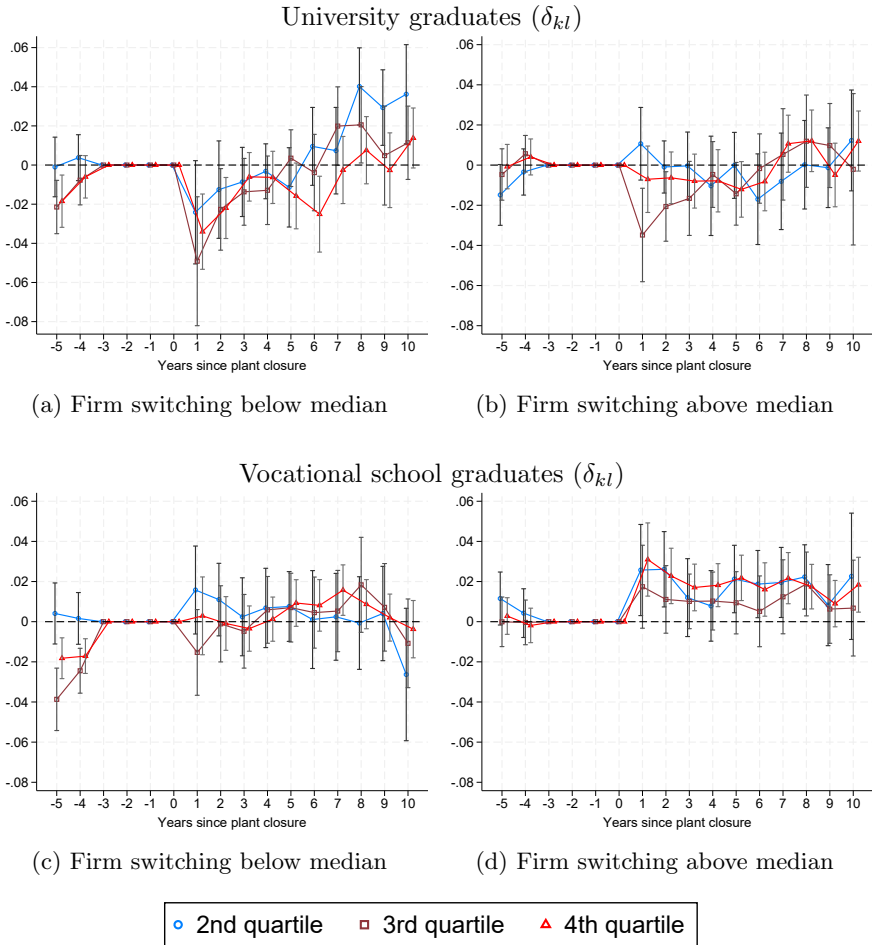 University graduates (δkl)
.06
.04
.02
0
-.02
-.04
-.06
-.08
-5 -4 -3 -2 -1 0 1 2 3 4 5 6 7 8 9 10
Years since plant closure
(a) Firm switching below median
.06
.04
.02
0
-.02
-.04
-.06
-.08
-5 -4 -3 -2 -1 0 1 2 3 4 5 6 7 8 9 10
Years since plant closure
(b) Firm switching above median
Vocational school graduates (δkl)
.06
.04
.02
0
-.02
-.04
-.06
-.08
-5 -4 -3 -2 -1 0 1 2 3 4 5 6 7 8 9 10
Years since plant closure
(c) Firm switching below median
.06
.04
.02
0
-.02
-.04
-.06
-.08
-5 -4 -3 -2 -1 0 1 2 3 4 5 6 7 8 9 10
Years since plant closure
(d) Firm switching above median
2nd quartile 3rd quartile 4th quartile